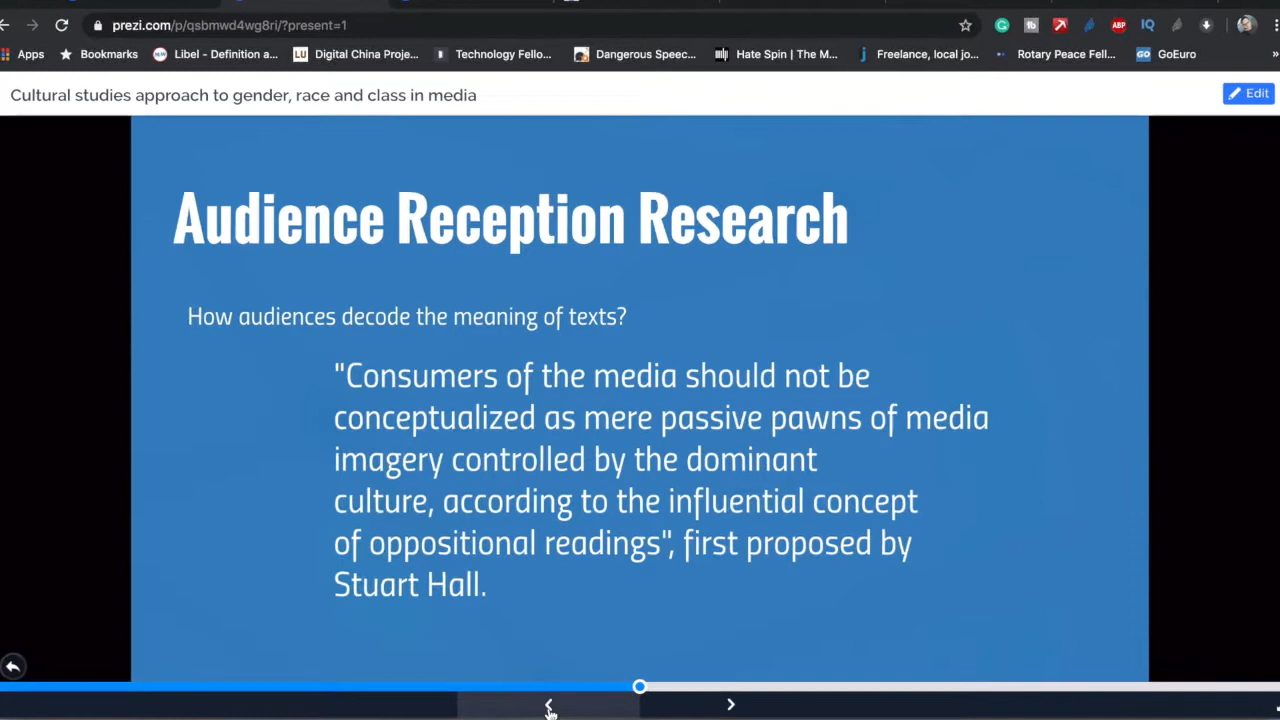 prezi.com/p/qsbmwd4wg8ri/?present=1
ABP
IQ
Apps
Bookmarks
Libel - Definition a...
LU
Digital China Proje...
Technology Fello...
Dangerous Speec...
Hate Spin | The M...
Freelance, local jo...
Rotary Peace Fell...
GO
GoEuro
»
Cultural studies approach to gender, race and class in media
Edit
Audience Reception Research
How audiences decode the meaning of texts?
"Consumers of the media should not be
conceptualized as mere passive pawns of media
imagery controlled by the dominant
culture, according to the influential concept
of oppositional readings", first proposed by
Stuart Hall.